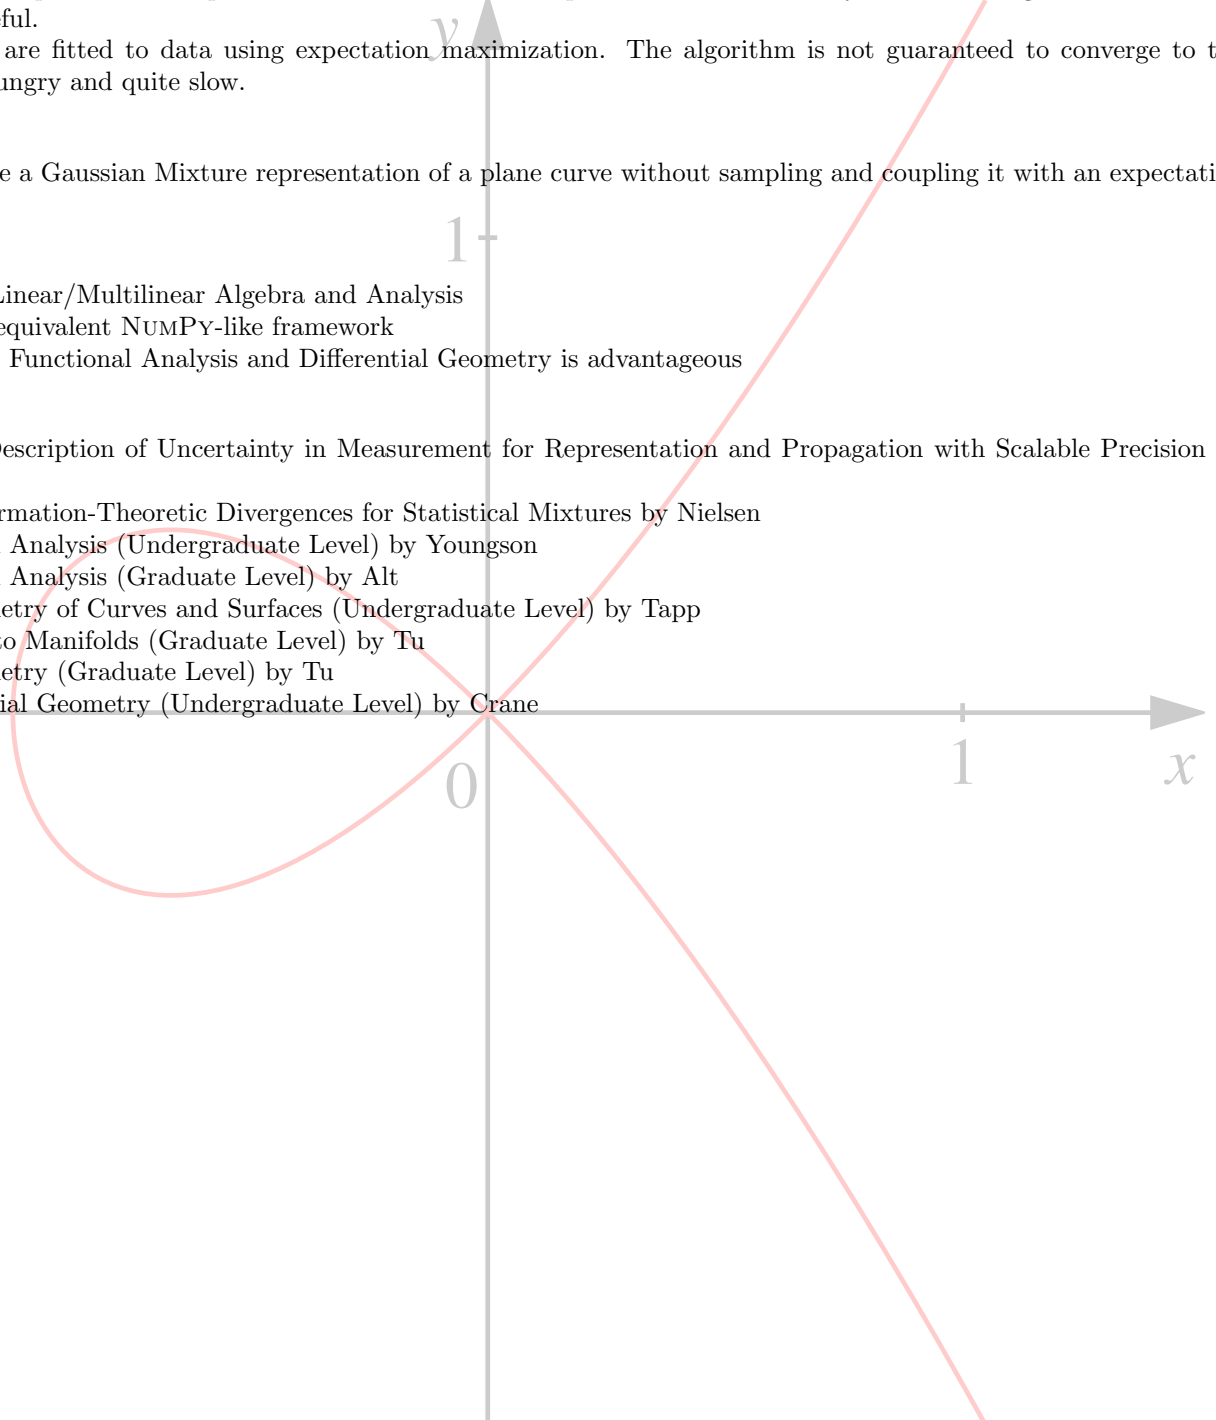 eful.
are fitted to data using expectation maximization. The algorithm is not guaranteed to converge to t
ungry and quite slow.
e a Gaussian Mixture representation of a plane curve without sampling and coupling it with an expectati
Linear/Multilinear Algebra and Analysis
equivalent NumPy-like framework
Functional Analysis and Differential Geometry is advantageous
Description of Uncertainty in Measurement for Representation and Propagation with Scalable Precision
rmation-Theoretic Divergences for Statistical Mixtures by Nielsen
Analysis (Undergraduate Level) by Youngson
Analysis (Graduate Level) by Alt
etry of Curves and Surfaces (Undergraduate Level) by Tapp
to Manifolds (Graduate Level) by Tu
etry (Graduate Level) by Tu
ial Geometry (Undergraduate Level) by Crane
y
1
0
1
x